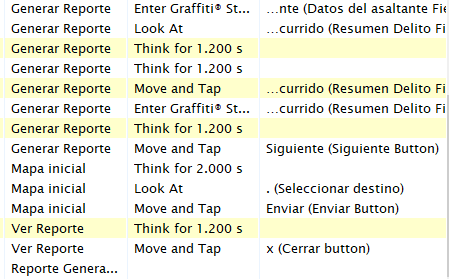 Generar Reporte Enter Graffiti® St... ...nte (Datos del asaltante Fie
Generar Reporte Look At ...currido (Resumen Delito Fi
Generar Reporte Think for 1.200 s
Generar Reporte Think for 1.200 s
Generar Reporte Move and Tap ...currido (Resumen Delito Fi
Generar Reporte Enter Graffiti® St... ...currido (Resumen Delito Fi
Generar Reporte Think for 1.200 s
Generar Reporte Move and Tap Siguiente (Siguiente Button)
Mapa inicial Think for 2.000 s
Mapa inicial Look At . (Seleccionar destino)
Mapa inicial Move and Tap Enviar (Enviar Button)
Ver Reporte Think for 1.200 s
Ver Reporte Move and Tap x (Cerrar button)
Reporte Genera...